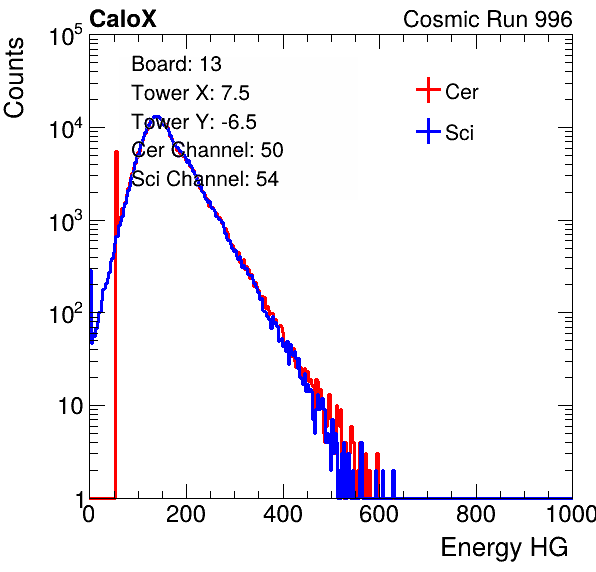 CaloX Cosmic Run 996
Counts
Board: 13
Tower X: 7.5
Tower Y: -6.5
Cer Channel: 50
Sci Channel: 54
Cer
Sci
10^5
10^4
10^3
10^2
10
1
0 200 400 600 800 1000
Energy HG